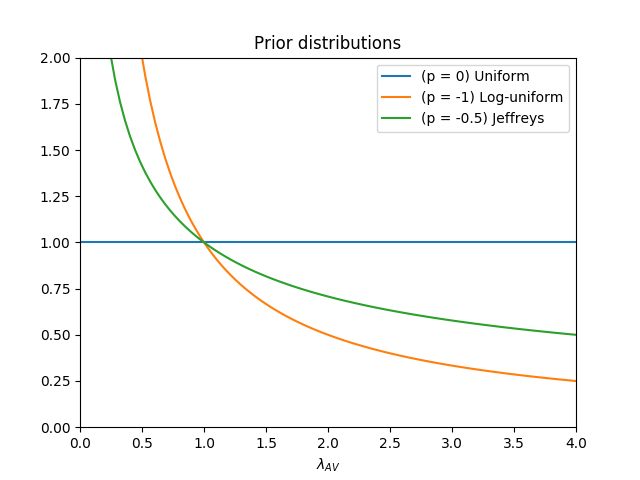 Prior distributions
2.00
1.75
1.50
1.25
1.00
0.75
0.50
0.25
0.00
(p = 0) Uniform
(p = -1) Log-uniform
(p = -0.5) Jeffreys
0.0 0.5 1.0 1.5 2.0 2.5 3.0 3.5 4.0
λAV